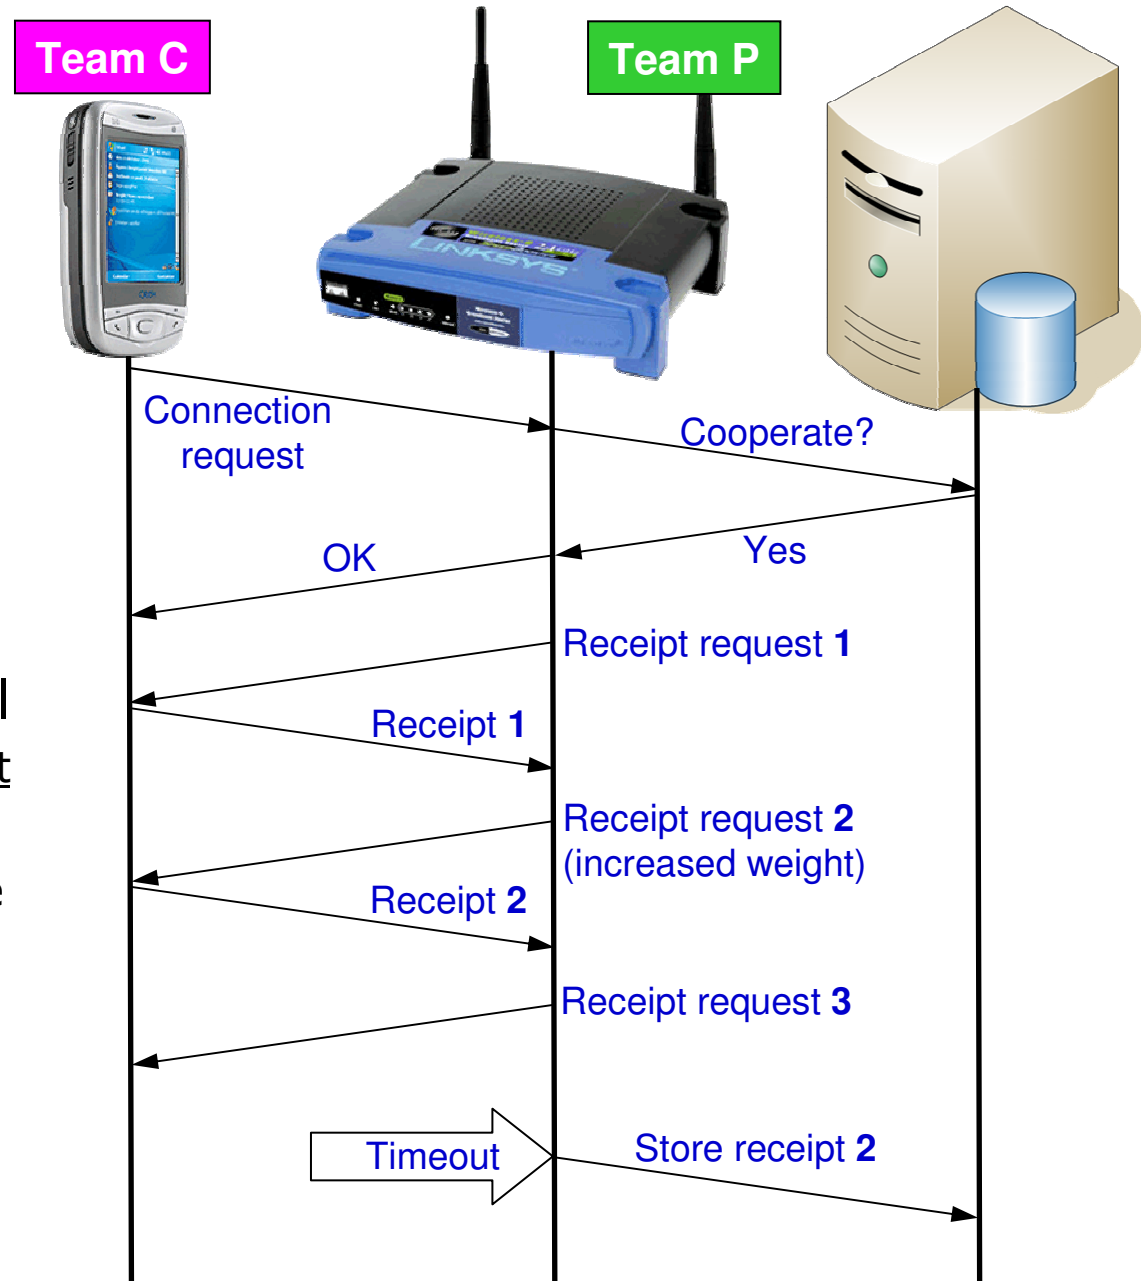 Team C
Team P
LINKSYS
Connection
request
Cooperate?
Yes
OK
Receipt request 1
l
Receipt 1
t
Receipt request 2
(increased weight)
e
Receipt 2
Receipt request 3
Timeout
Store receipt 2